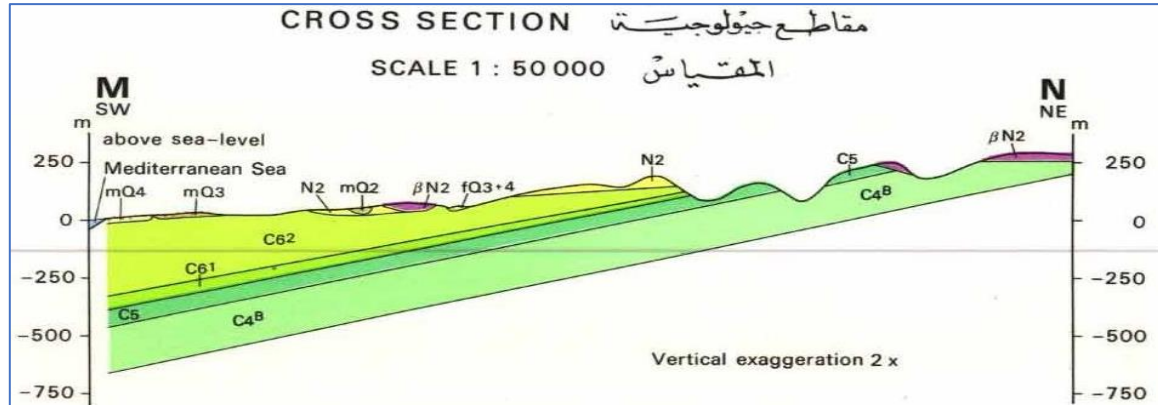 CROSS SECTION مقاطع جيولوجية
SCALE 1 : 50 000 المقياس
M N
SW NE
m m
above sea-level βN2
250 N2 C5 250
Mediterranean Sea
mQ4 mQ3 N2 mQ2 βN2 fQ3+4 C4B
0 0
C6²
C6¹
-250 -250
C5 C4B
-500 -500
Vertical exaggeration 2 x
-750 -750